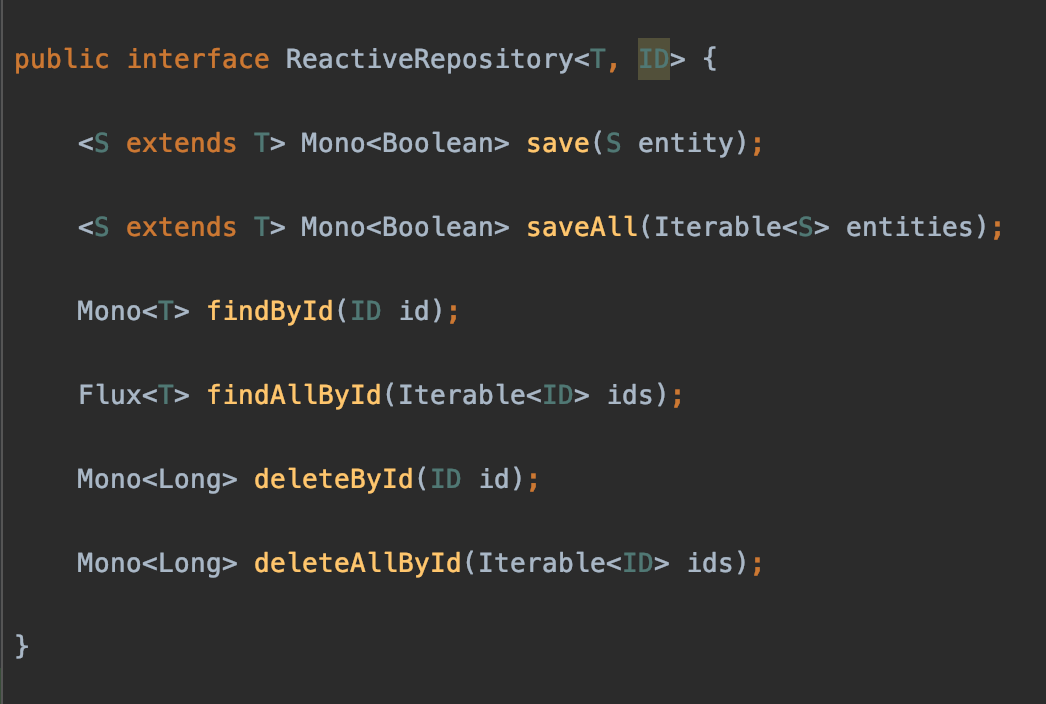 public interface ReactiveRepository<T, ID> {
<S extends T> Mono<Boolean> save(S entity);
<S extends T> Mono<Boolean> saveAll(Iterable<S> entities);
Mono<T> findById(ID id);
Flux<T> findAllById(Iterable<ID> ids);
Mono<Long> deleteById(ID id);
Mono<Long> deleteAllById(Iterable<ID> ids);
}